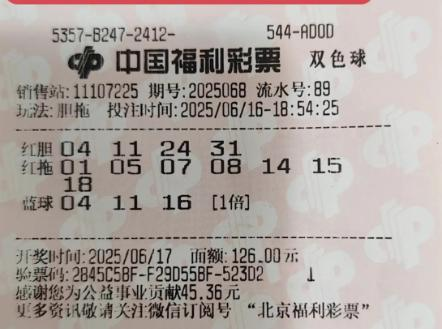 5357-B247-2412- 544-ADOD
中国福利彩票 双色球
销售站:11107225 期号:2025068 流水号:89
玩法:胆拖 投注时间:2025/06/16-18:54:25
红胆 04 11 24 31
红拖 01 05 07 08 14 15
18
蓝球 04 11 16 [1倍]
开奖时间:2025/06/17 面额:126.00元
验票码:2845C58F-F29D558F-523D2 1
感谢您为公益事业贡献45.36元
更多资讯敬请关注微信订阅号 “北京福利彩票”